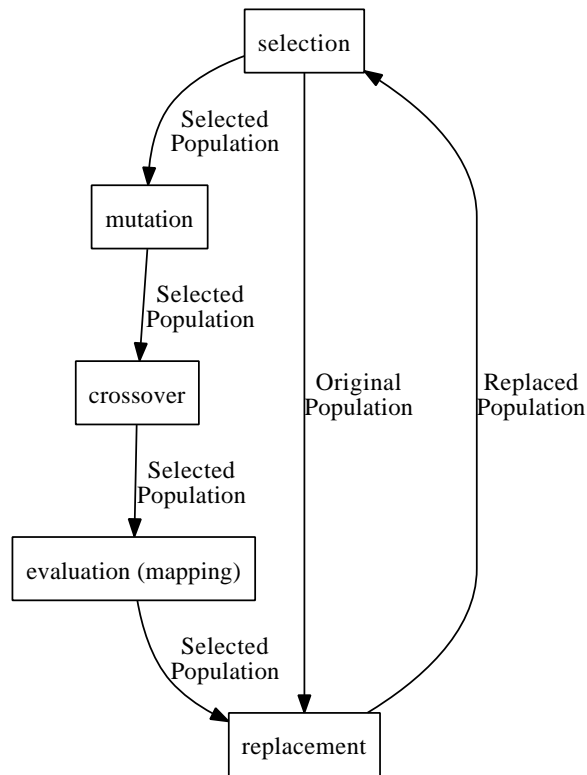 selection
Selected
Population
mutation
Selected
Population
crossover
Original
Population
Replaced
Population
Selected
Population
evaluation (mapping)
Selected
Population
replacement